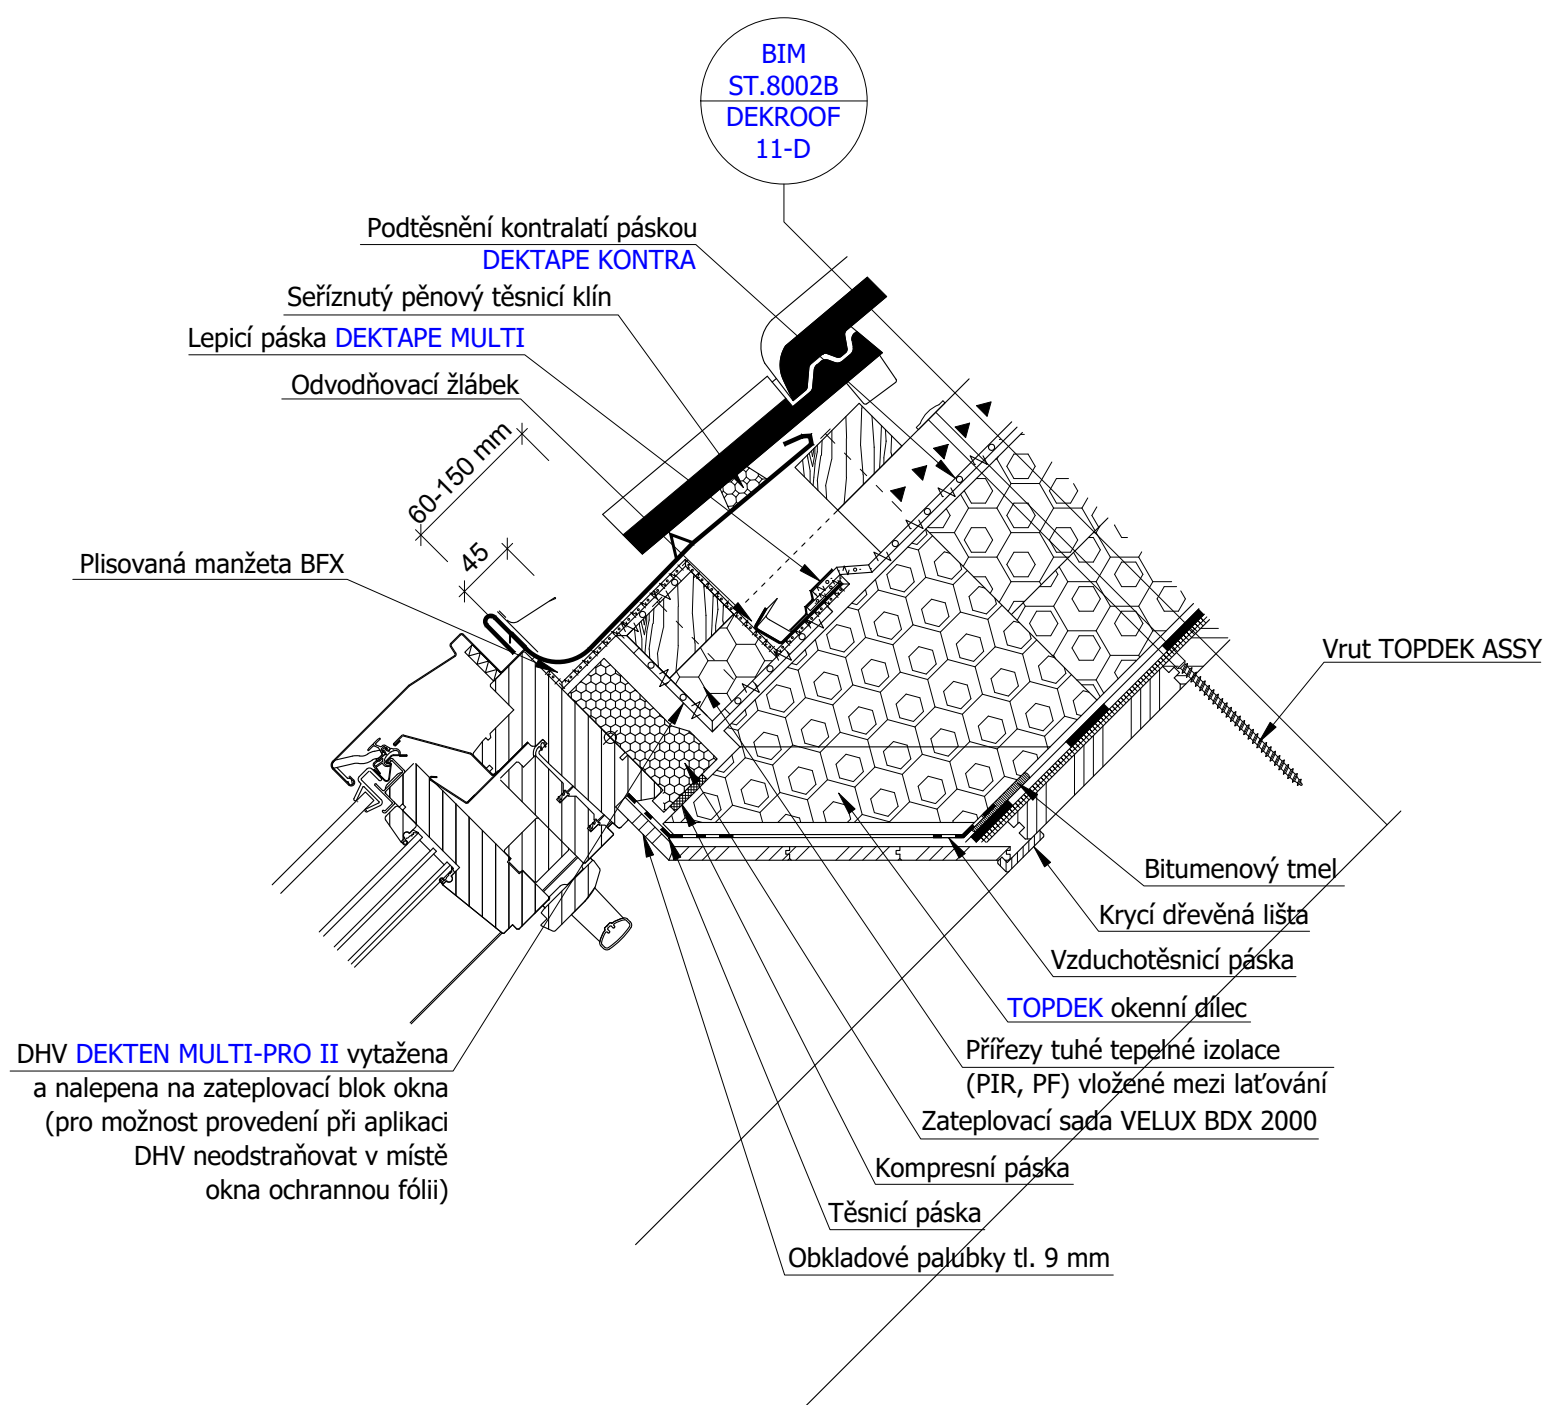 BIM
ST.8002B
DEKROOF
11-D
Podtěsnění kontralatí páskou
DEKTAPE KONTRA
Seříznutý pěnový těsnicí klín
Lepicí páska DEKTAPE MULTI
Odvodňovací žlábek
60-150 mm
45
Plisovaná manžeta BFX
Vrut TOPDEK ASSY
Bitumenový tmel
Krycí dřevěná lišta
Vzduchotěsnicí páska
TOPDEK okenní dílec
Přířezy tuhé tepelné izolace
(PIR, PF) vložené mezi laťování
Zateplovací sada VELUX BDX 2000
Kompresní páska
Těsnicí páska
Obkladové palubky tl. 9 mm
DHV DEKTEN MULTI-PRO II vytažena
a nalepena na zateplovací blok okna
(pro možnost provedení při aplikaci
DHV neodstraňovat v místě
okna ochrannou fólii)